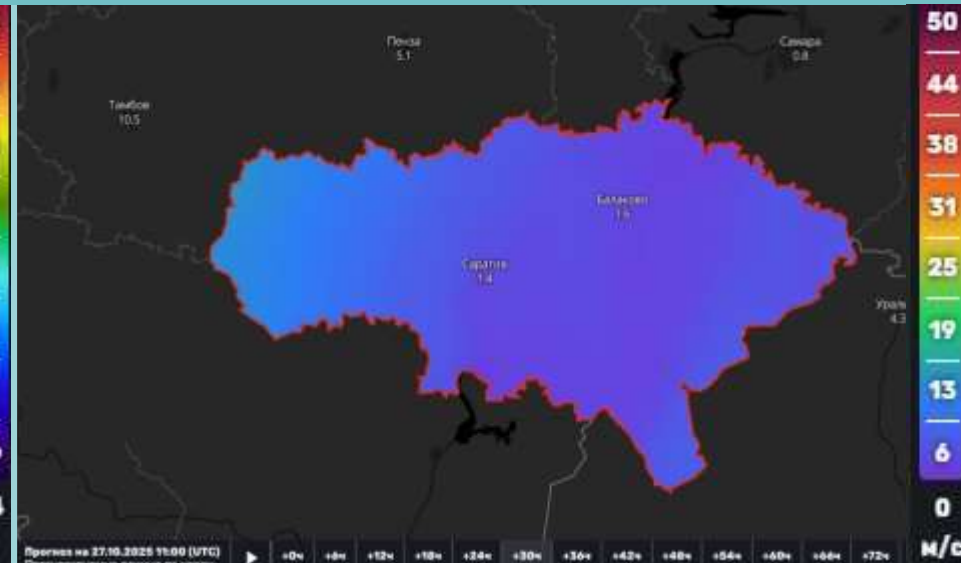 Пенза
5.1
Самара
0.8
Тамбов
10.5
Балаково
1.6
Саратов
1.4
Ураль
4.3
50
44
38
31
25
19
13
6
0
м/с
Прогноз на 27.10.2025 11:00 (UTC)
+0ч +6ч +12ч +18ч +24ч +30ч +36ч +42ч +48ч +54ч +60ч +66ч +72ч